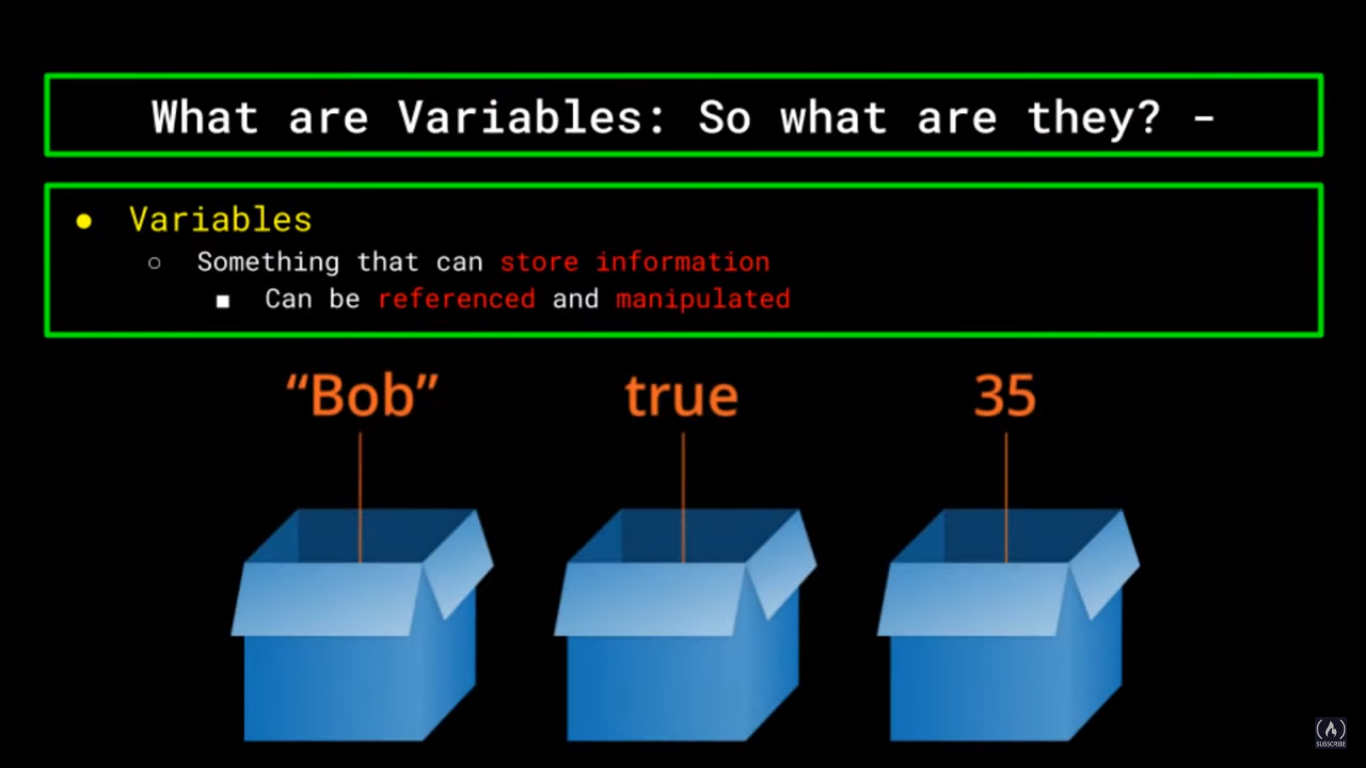 What are Variables: So what are they? -
● Variables
○ Something that can store information
■ Can be referenced and manipulated
“Bob” true 35
SUBSCRIBE